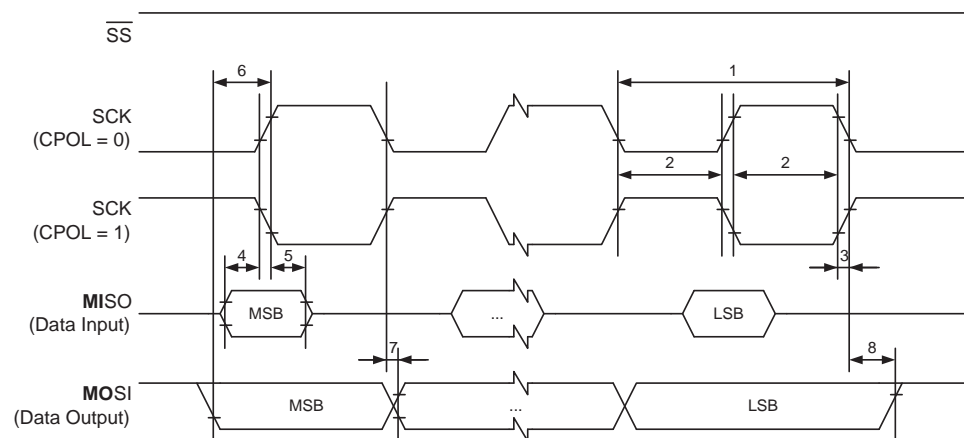 SS
6
1
SCK
(CPOL = 0)
2
2
SCK
(CPOL = 1)
4
5
3
MISO
(Data Input)
MSB
...
LSB
7
8
MOSI
(Data Output)
MSB
...
LSB